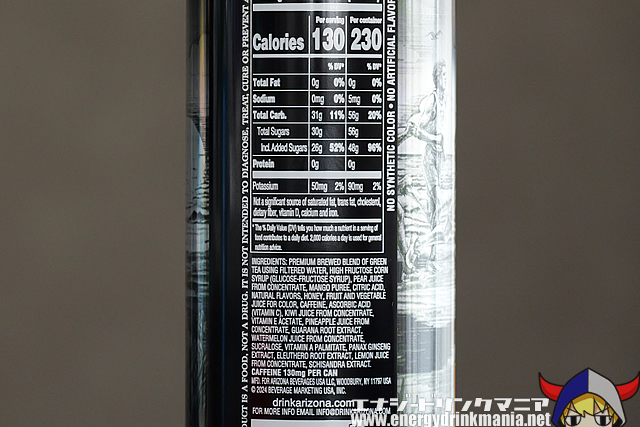 Per serving Per container
Calories 130 230
% DV* % DV*
Total Fat 0g 0% 0g 0%
Sodium 0mg 0% 5mg 0%
Total Carb. 31g 11% 56g 20%
Total Sugars 30g 56g
Incl. Added Sugars 26g 52% 48g 96%
Protein 0g 0g
Potassium 50mg 2% 90mg 2%
Not a significant source of saturated fat, trans fat, cholesterol,
dietary fiber, vitamin D, calcium and iron.
* The % Daily Value (DV) tells you how much a nutrient in a serving of
food contributes to a daily diet. 2,000 calories a day is used for general
nutrition advice.
INGREDIENTS: PREMIUM BREWED BLEND OF GREEN
TEA USING FILTERED WATER, HIGH FRUCTOSE CORN
SYRUP (GLUCOSE-FRUCTOSE SYRUP), PEAR JUICE
FROM CONCENTRATE, MANGO PUREE, CITRIC ACID,
NATURAL FLAVORS, HONEY, FRUIT AND VEGETABLE
JUICE FOR COLOR, CAFFEINE, ASCORBIC ACID
(VITAMIN C), KIWI JUICE FROM CONCENTRATE,
VITAMIN E ACETATE, PINEAPPLE JUICE FROM
CONCENTRATE, GUARANA ROOT EXTRACT,
WATERMELON JUICE FROM CONCENTRATE,
SUCRALOSE, VITAMIN A PALMITATE, PANAX GINSENG
EXTRACT, ELEUTHERO ROOT EXTRACT, LEMON JUICE
FROM CONCENTRATE, SCHISANDRA EXTRACT.
CAFFEINE 130mg PER CAN
MFD. FOR ARIZONA BEVERAGES USA LLC, WOODBURY, NY 11797 USA
© 2024 BEVERAGE MARKETING USA, INC.
drinkarizona.com
FOR MORE INFO EMAIL INFO@DRINKARIZONA.COM
DUCT IS A FOOD, NOT A DRUG. IT IS NOT INTENDED TO DIAGNOSE, TREAT, CURE OR PREVENT
NO SYNTHETIC COLOR • NO ARTIFICIAL FLAVOR
エナジードリンクマニア
www.energydrinkmania.net